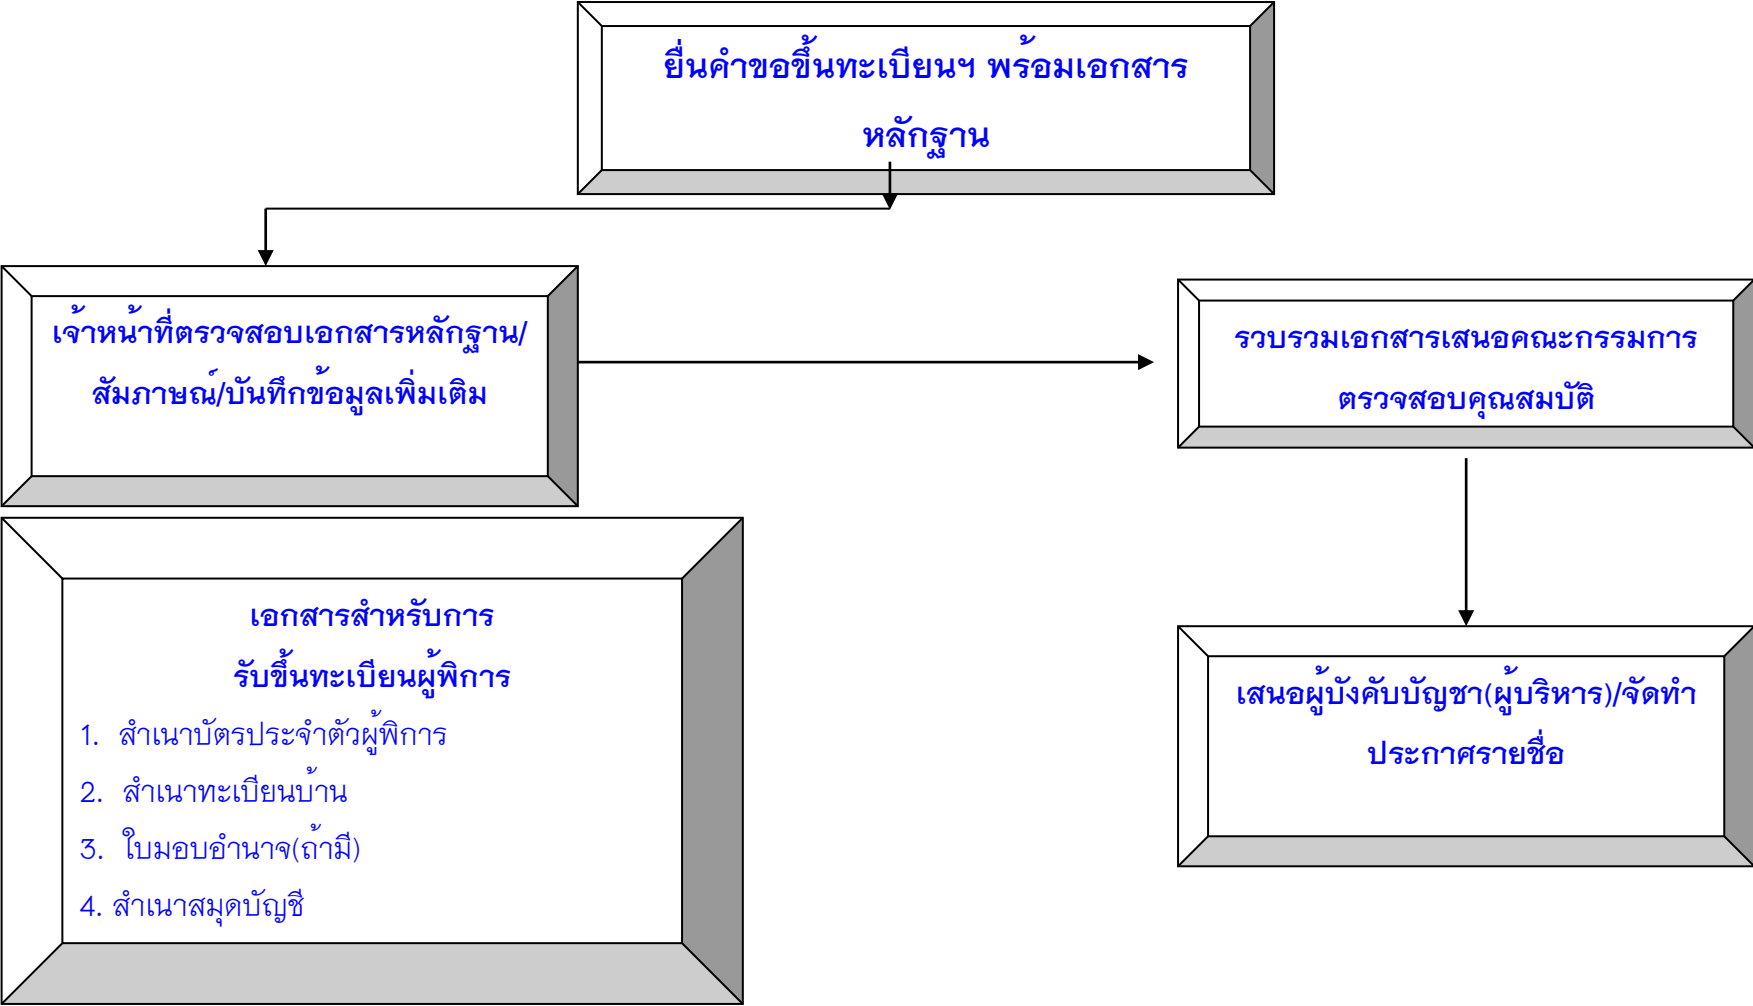 ยื่นคำขอขึ้นทะเบียนฯ พร้อมเอกสาร
หลักฐาน
เจ้าหน้าที่ตรวจสอบเอกสารหลักฐาน/
สัมภาษณ์/บันทึกข้อมูลเพิ่มเติม
รวบรวมเอกสารเสนอคณะกรรมการ
ตรวจสอบคุณสมบัติ
เอกสารสำหรับการ
รับขึ้นทะเบียนผู้พิการ
1. สำเนาบัตรประจำตัวผู้พิการ
2. สำเนาทะเบียนบ้าน
3. ใบมอบอำนาจ(ถ้ามี)
4. สำเนาสมุดบัญชี
เสนอผู้บังคับบัญชา(ผู้บริหาร)/จัดทำ
ประกาศรายชื่อ